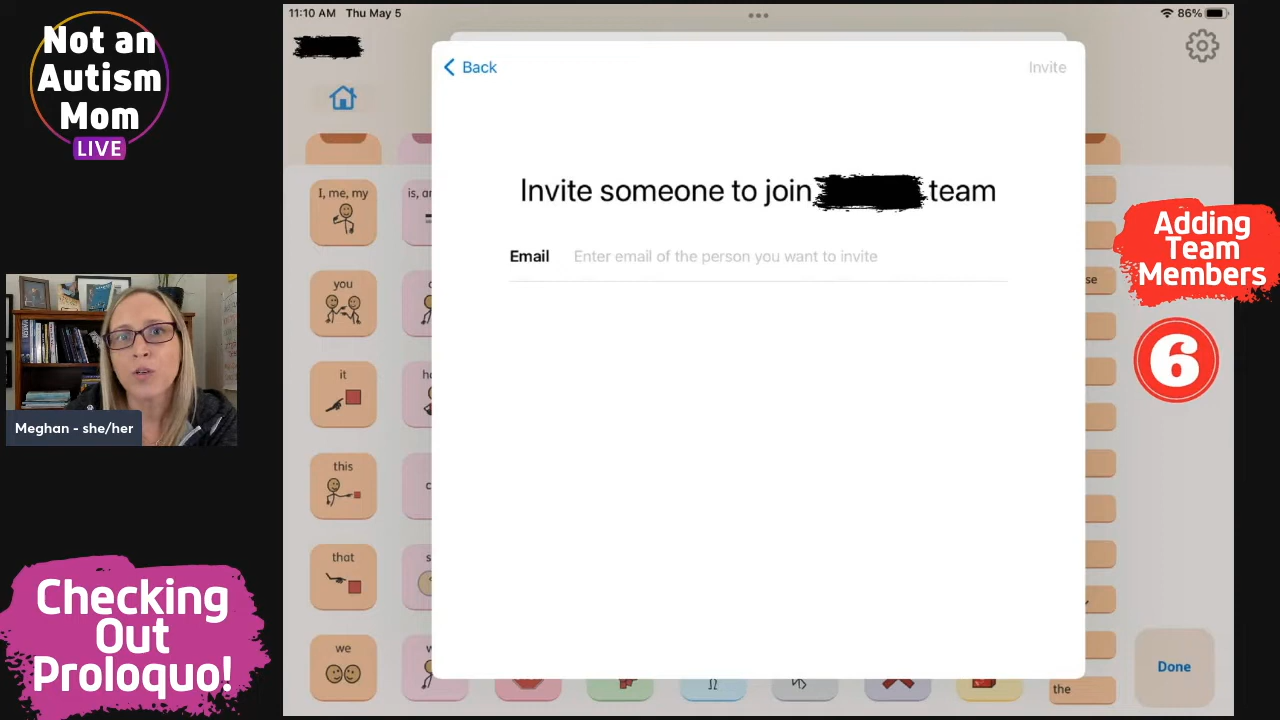 Not an
Autism
Mom
LIVE
11:10 AM Thu May 5
86%
Back
Invite
Invite someone to join
team
Email Enter email of the person you want to invite
I, me, my
is, ar
you
it
this
that
we
the
Done
Adding
Team
Members
6
Meghan - she/her
Checking
Out
Proloquo!